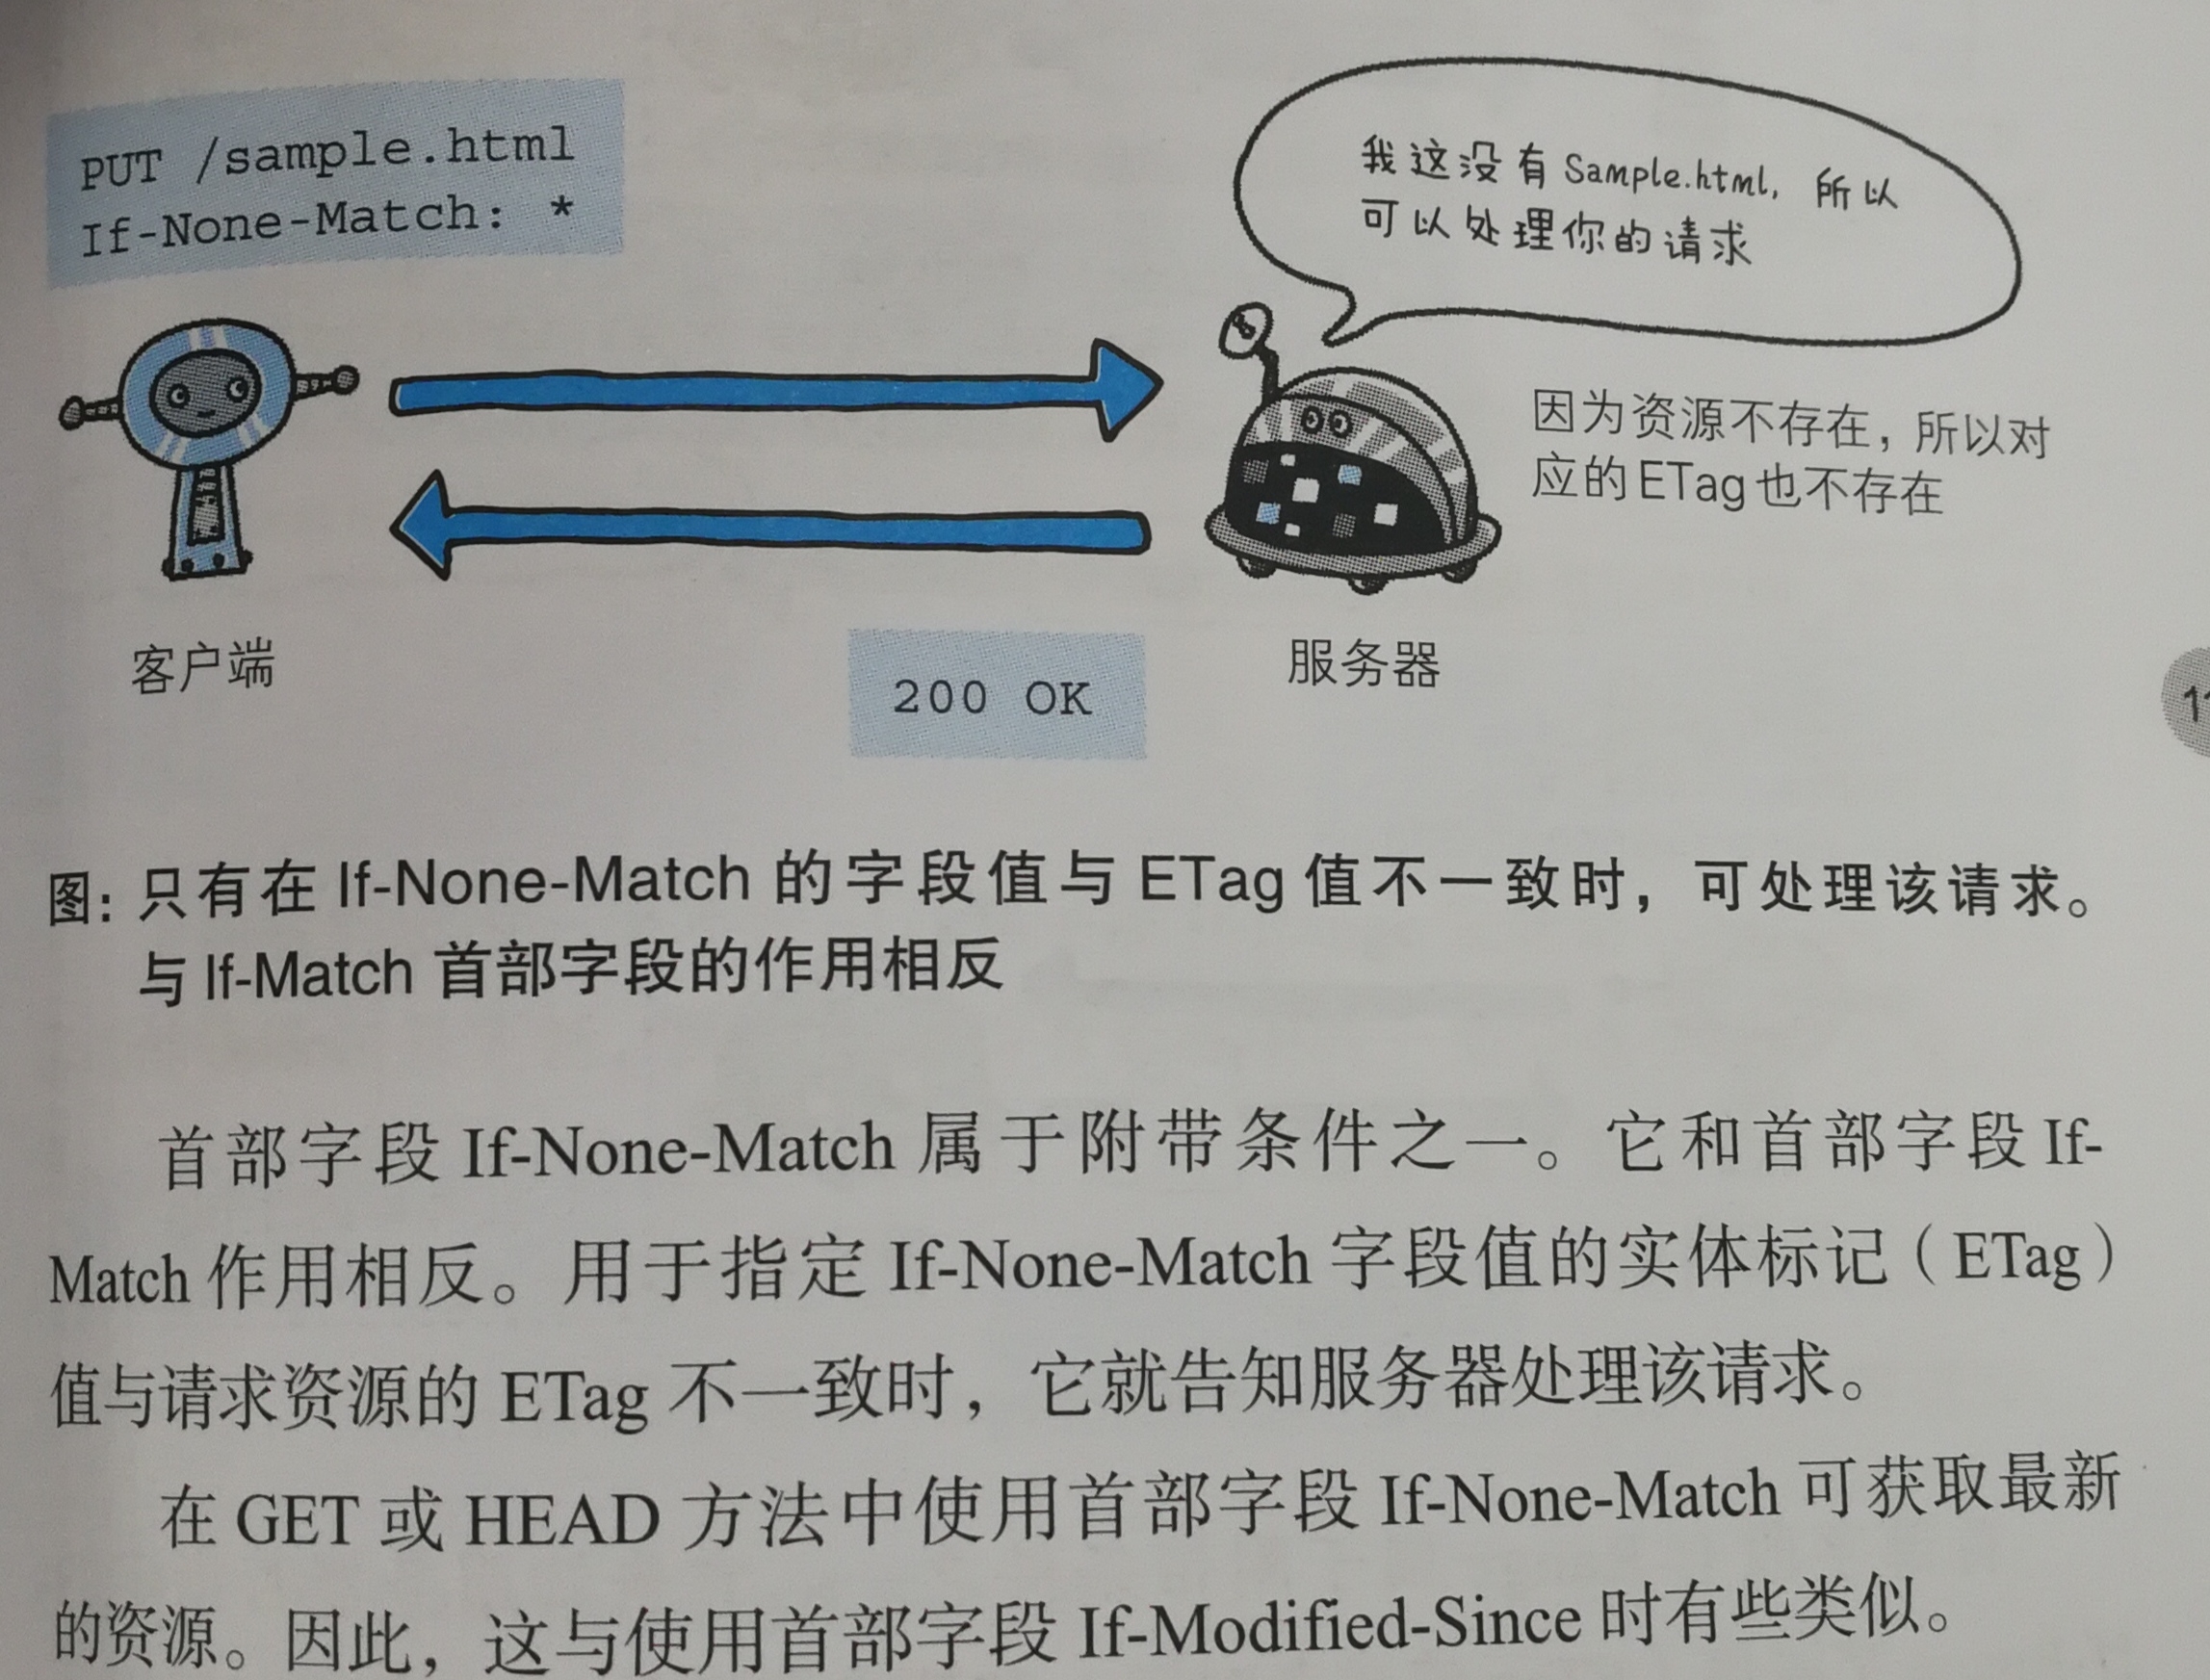 PUT /sample.html
If-None-Match: *
我这没有Sample.html, 所以
可以处理你的请求
因为资源不存在，所以对
应的ETag也不存在
客户端
服务器
200 OK
图：只有在 If-None-Match 的字段值与 ETag 值不一致时，可处理该请求。
与 If-Match 首部字段的作用相反
首部字段 If-None-Match 属于附带条件之一。它和首部字段 If-
Match 作用相反。用于指定 If-None-Match 字段值的实体标记（ETag）
值与请求资源的 ETag 不一致时，它就告知服务器处理该请求。
在 GET 或 HEAD 方法中使用首部字段 If-None-Match 可获取最新
的资源。因此，这与使用首部字段 If-Modified-Since 时有些类似。